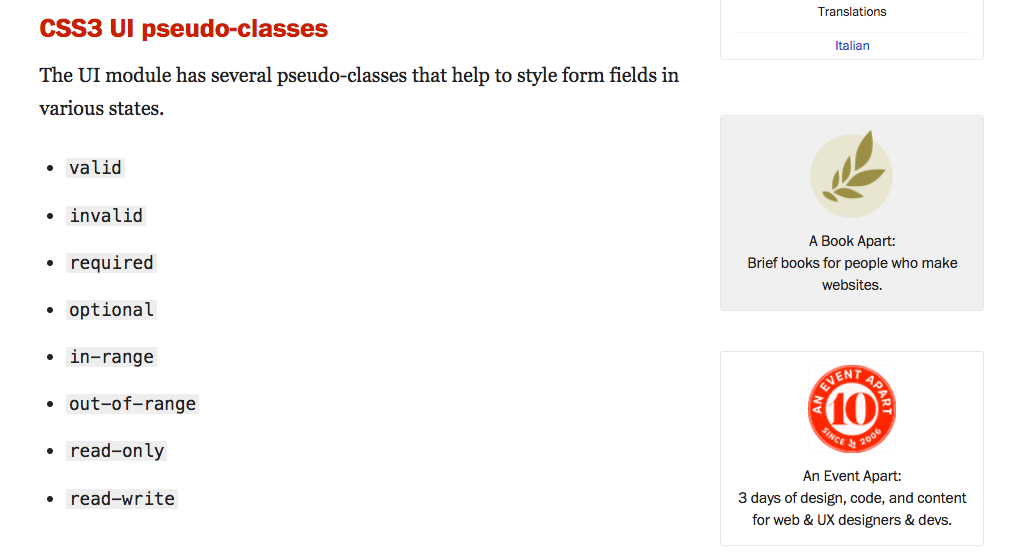 CSS3 UI pseudo-classes
The UI module has several pseudo-classes that help to style form fields in
various states.
valid
invalid
required
optional
in-range
out-of-range
read-only
read-write
Translations
Italian
A Book Apart:
Brief books for people who make
websites.
AN EVENT APART
10
SINCE 2006
An Event Apart:
3 days of design, code, and content
for web & UX designers & devs.